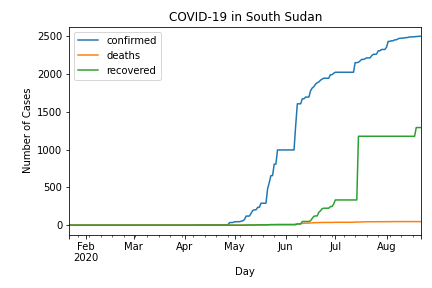 COVID-19 in South Sudan
confirmed
deaths
recovered
Number of Cases
2500
2000
1500
1000
500
0
Feb Mar Apr May Jun Jul Aug
2020
Day